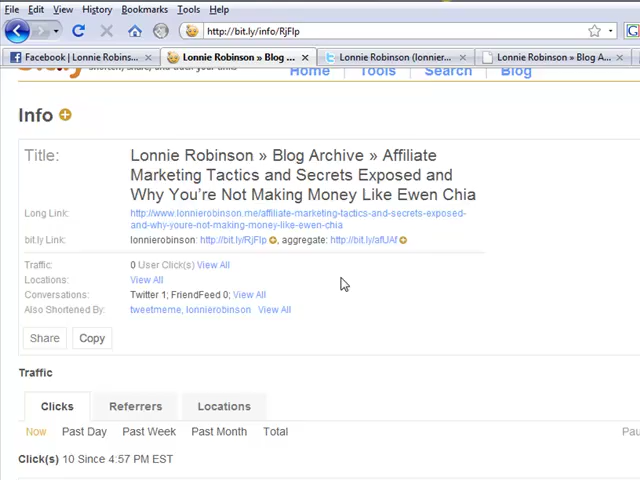 File Edit View History Bookmarks Tools Help
http://bit.ly/info/RjFlp
Facebook | Lonnie Robins... Lonnie Robinson » Blog ... Lonnie Robinson (lonnier... Lonnie Robinson » Blog A...
Home Tools Search Blog
Info
Title: Lonnie Robinson » Blog Archive » Affiliate
Marketing Tactics and Secrets Exposed and
Why You're Not Making Money Like Ewen Chia
Long Link: http://www.lonnierobinson.me/affiliate-marketing-tactics-and-secrets-exposed-
and-why-youre-not-making-money-like-ewen-chia
bit.ly Link: lonnierobinson: http://bit.ly/RjFlp , aggregate: http://bit.ly/afUAf
Traffic: 0 User Click(s) View All
Locations: View All
Conversations: Twitter 1; FriendFeed 0; View All
Also Shortened By: tweetmeme, lonnierobinson View All
Share Copy
Traffic
Clicks Referrers Locations
Now Past Day Past Week Past Month Total Pau
Click(s) 10 Since 4:57 PM EST